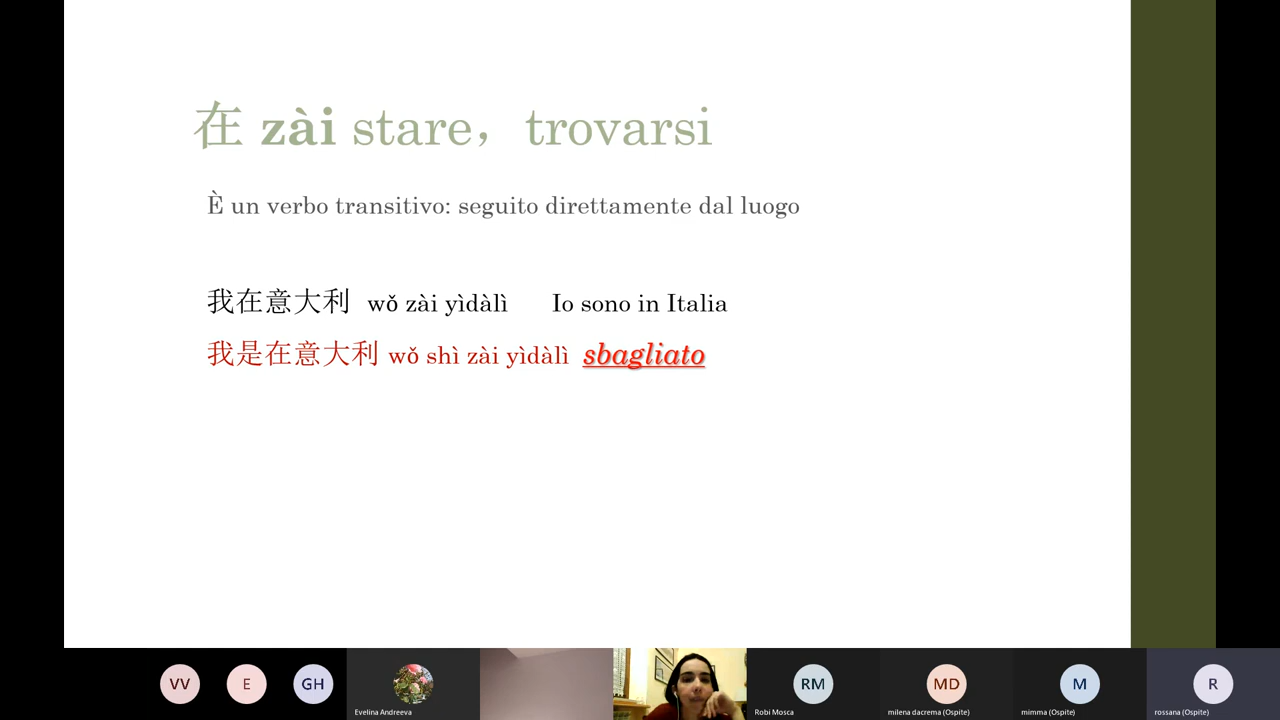 在 zài stare，trovarsi
È un verbo transitivo: seguito direttamente dal luogo
我在意大利 wǒ zài yìdàlì Io sono in Italia
我是在意大利 wǒ shì zài yìdàlì sbagliato
VV
E
GH
Evelina Andreeva
RM
Robi Mosca
MD
milena dacrema (Ospite)
M
mimma (Ospite)
R
rossana (Ospite)